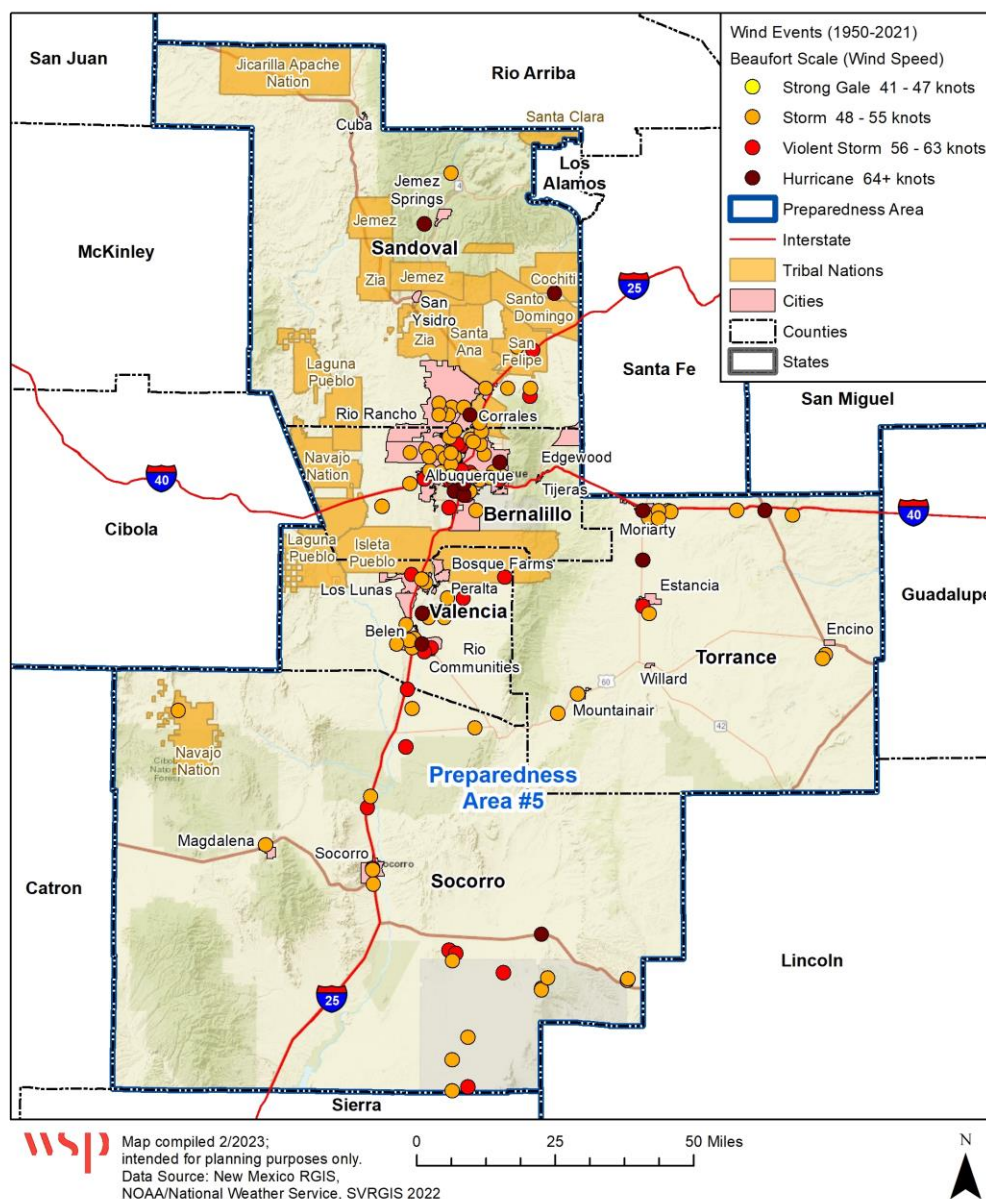 San Juan
Rio Arriba
Jicarilla Apache
Nation
Cuba
Santa Clara
Los
Alamos
Jemez
Springs
4
Jemez
Sandoval
McKinley
Zia
Jemez
Cochiti
Santo
Domingo
San
Ysidro
Zia
Santa
Ana
San
Felipe
25
Santa Fe
San Miguel
Laguna
Pueblo
Rio Rancho
Corrales
Navajo
Nation
Edgewood
Albuquerque
Tijeras
40
Cibola
Bernalillo
Moriarty
40
Laguna
Pueblo
Isleta
Pueblo
Bosque Farms
Los Lunas
Peralta
Estancia
Valencia
Guadalupe
Belen
Rio
Communities
Encino
Torrance
Willard
60
Mountainair
42
Navajo
Nation
Preparedness
Area #5
Magdalena
Socorro
Socorro
Catron
Lincoln
25
Sierra
Wind Events (1950-2021)
Beaufort Scale (Wind Speed)
Strong Gale 41 - 47 knots
Storm 48 - 55 knots
Violent Storm 56 - 63 knots
Hurricane 64+ knots
Preparedness Area
Interstate
Tribal Nations
Cities
Counties
States
wsp
Map compiled 2/2023;
intended for planning purposes only.
Data Source: New Mexico RGIS,
NOAA/National Weather Service. SVRGIS 2022
0 25 50 Miles
N